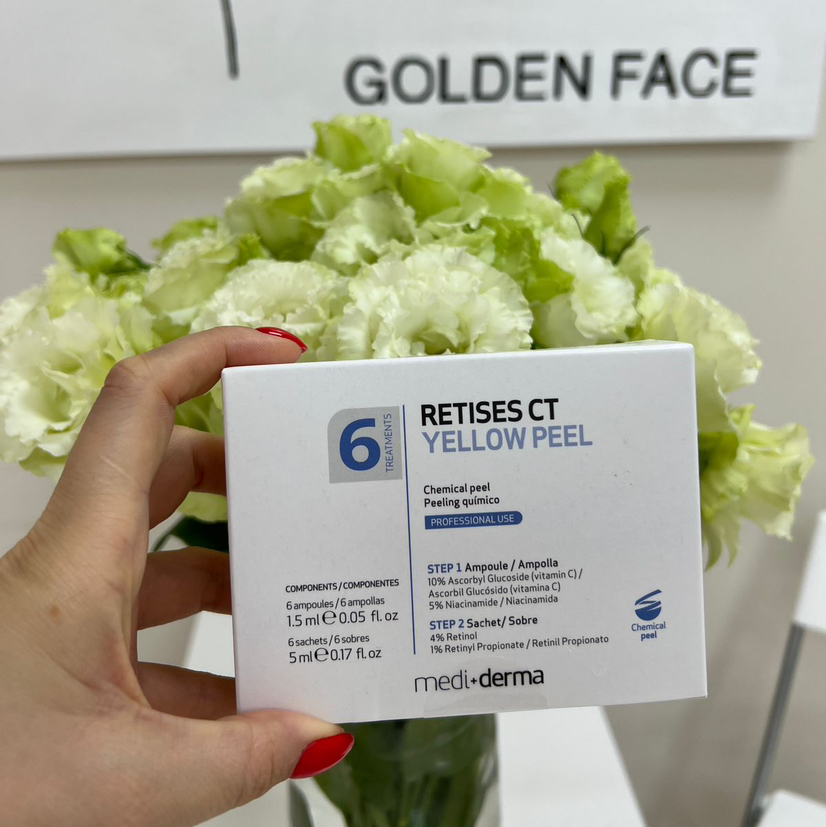 GOLDEN FACE
6
TREATMENTS
RETISES CT
YELLOW PEEL
Chemical peel
Peeling químico
PROFESSIONAL USE
COMPONENTS/COMPONENTES
6 ampoules/6 ampollas
1.5 ml ℮ 0.05 fl. oz
6 sachets/6 sobres
5 ml ℮ 0.17 fl. oz
STEP 1 Ampoule / Ampolla
10% Ascorbyl Glucoside (vitamin C) /
Ascorbil Glucósido (vitamina C)
5% Niacinamide / Niacinamida
STEP 2 Sachet/ Sobre
4% Retinol
1% Retinyl Propionate / Retinil Propionato
Chemical
peel
medi+derma